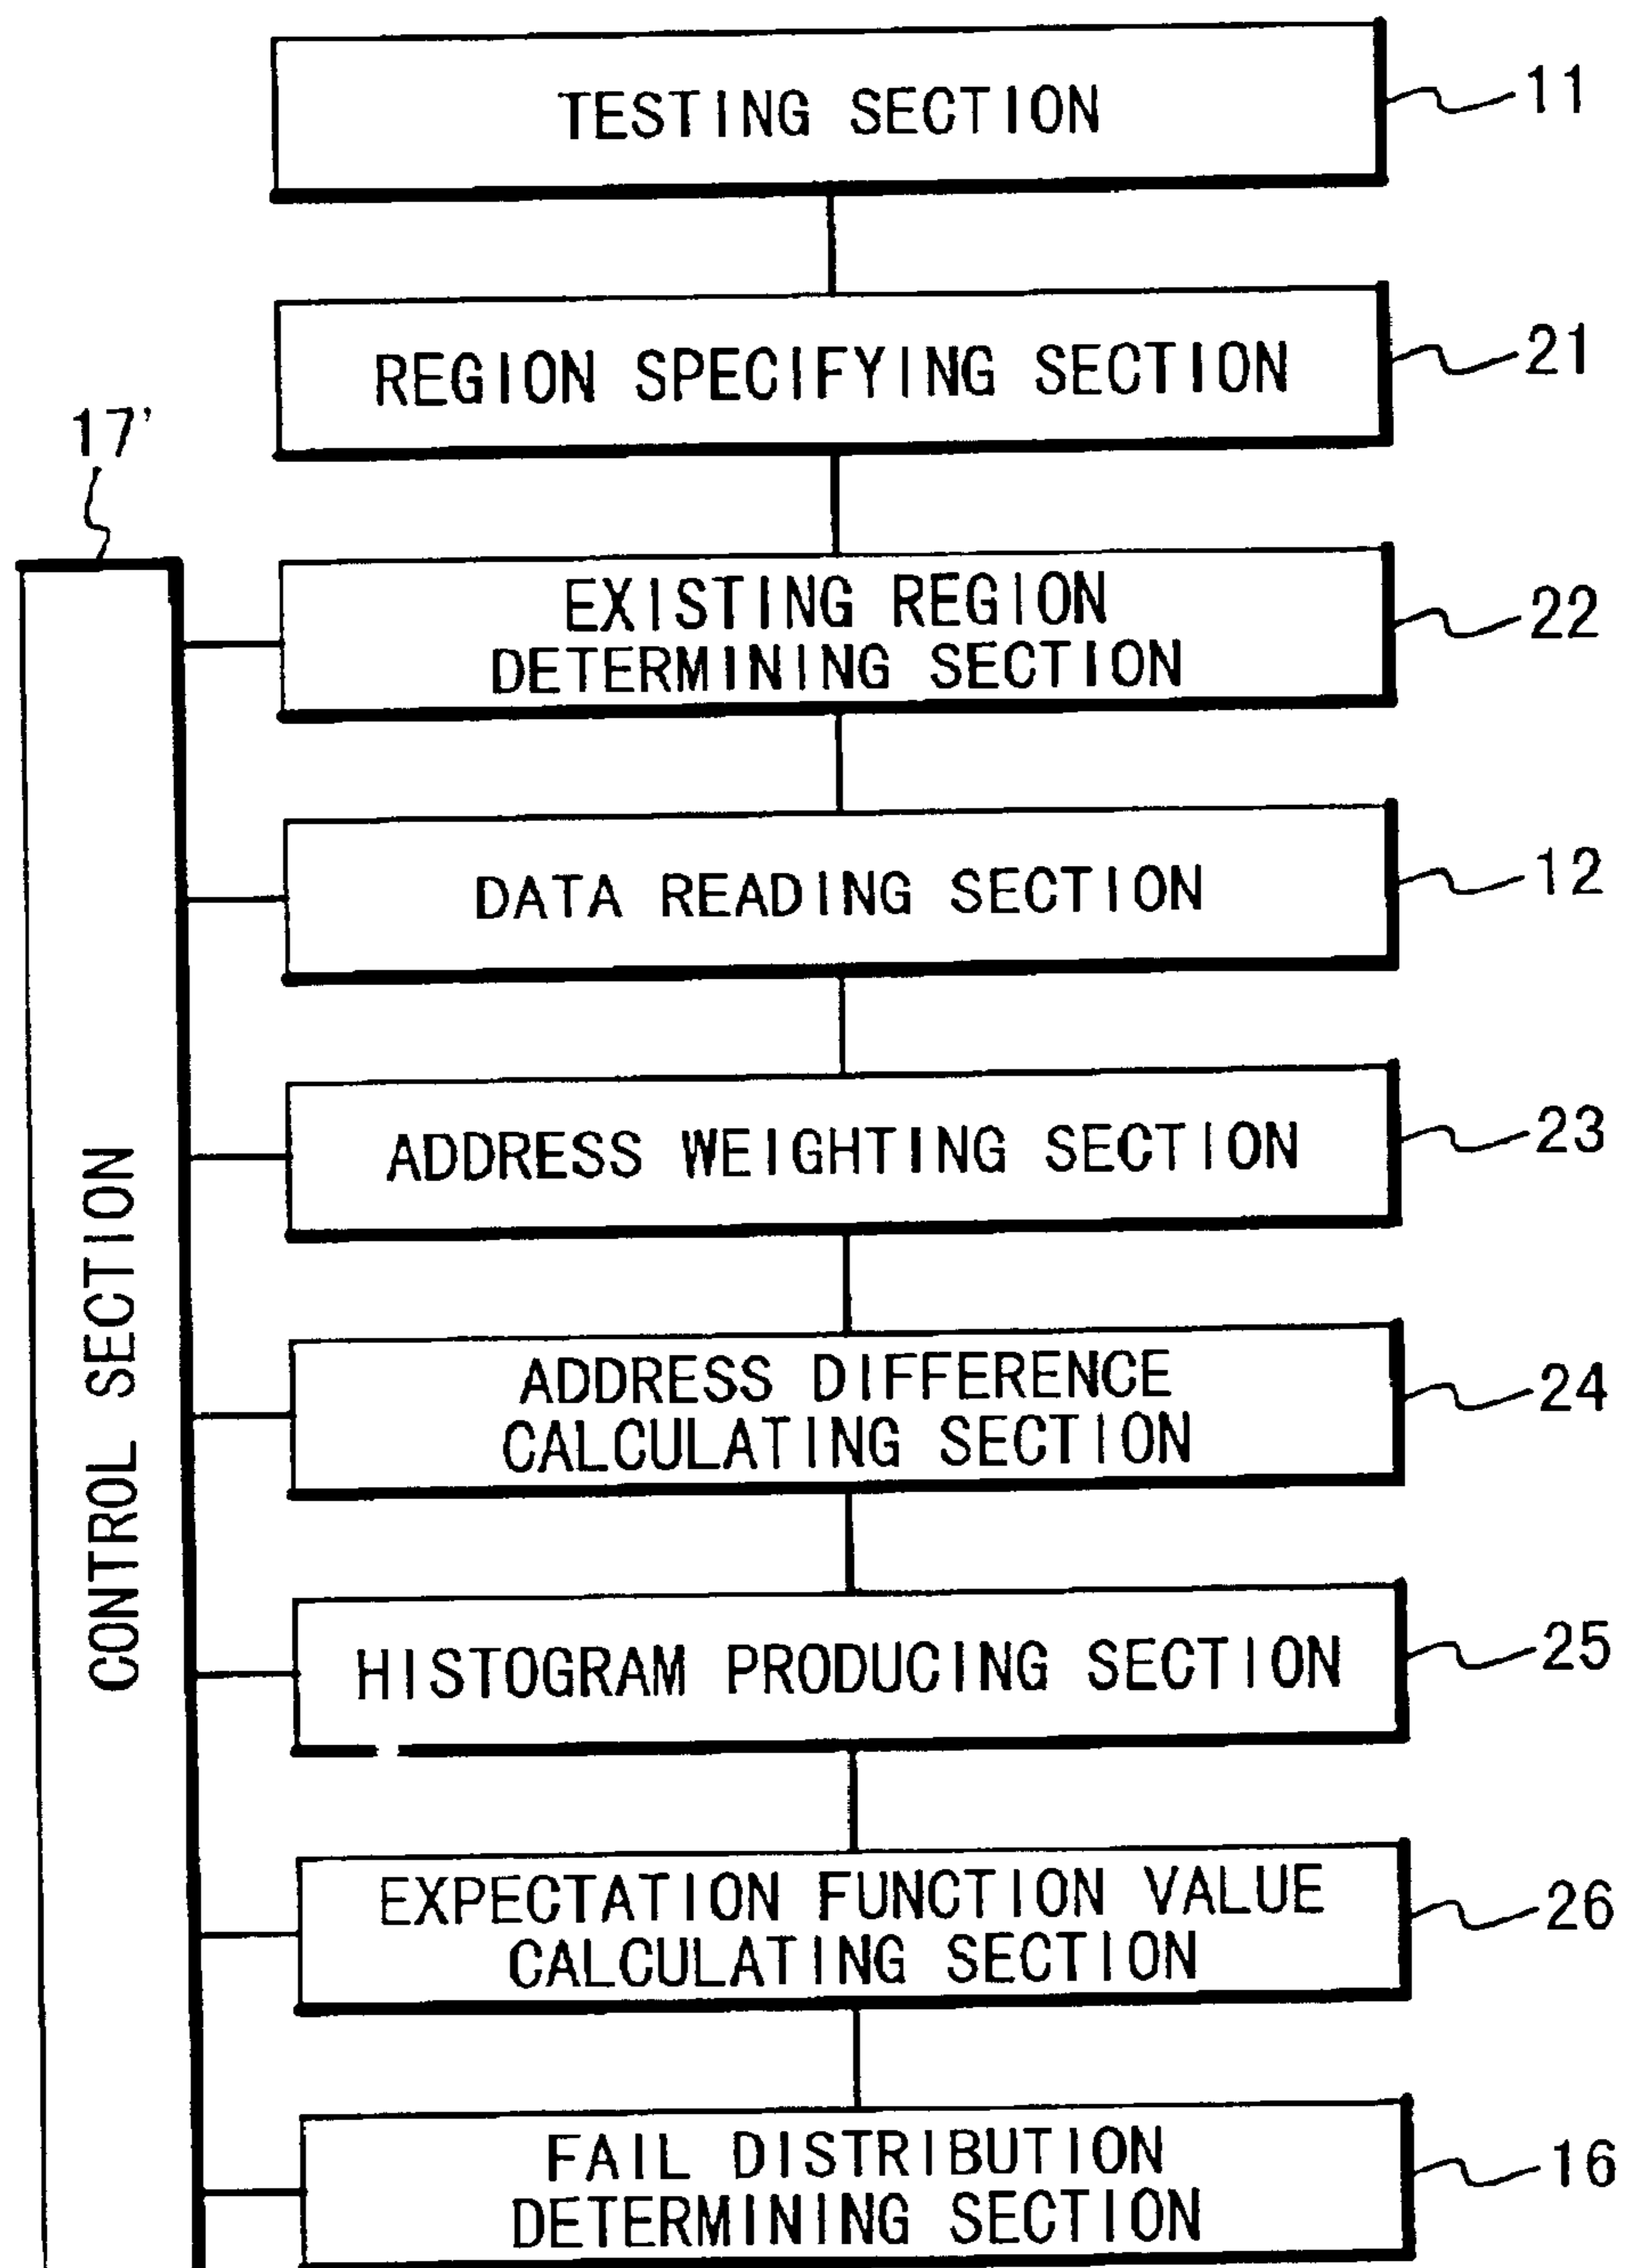 TESTING SECTION
11
REGION SPECIFYING SECTION
21
17'
EXISTING REGION
DETERMINING SECTION
22
DATA READING SECTION
12
ADDRESS WEIGHTING SECTION
23
CONTROL SECTION
ADDRESS DIFFERENCE
CALCULATING SECTION
24
HISTOGRAM PRODUCING SECTION
25
EXPECTATION FUNCTION VALUE
CALCULATING SECTION
26
FAIL DISTRIBUTION
DETERMINING SECTION
16